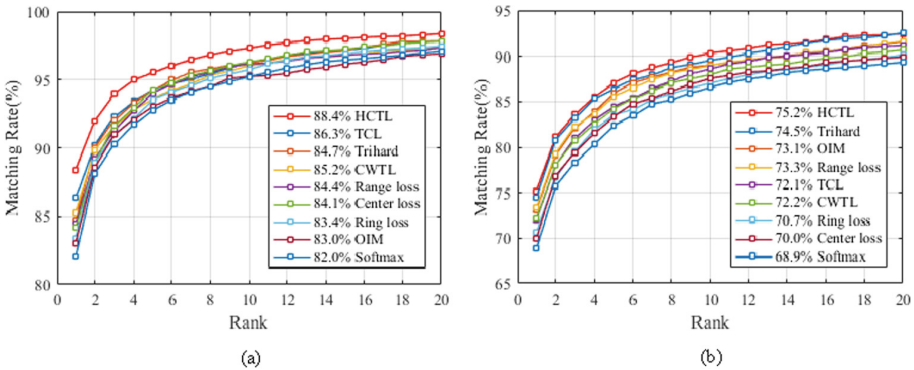 100
95
90
85
80
Matching Rate(%)
88.4% HCTL
86.3% TCL
84.7% Trihard
85.2% CWTL
84.4% Range loss
84.1% Center loss
83.4% Ring loss
83.0% OIM
82.0% Softmax
0 2 4 6 8 10 12 14 16 18 20
Rank
(a)
95
90
85
80
75
70
65
Matching Rate(%)
75.2% HCTL
74.5% Trihard
73.1% OIM
73.3% Range loss
72.1% TCL
72.2% CWTL
70.7% Ring loss
70.0% Center loss
68.9% Softmax
0 2 4 6 8 10 12 14 16 18 20
Rank
(b)